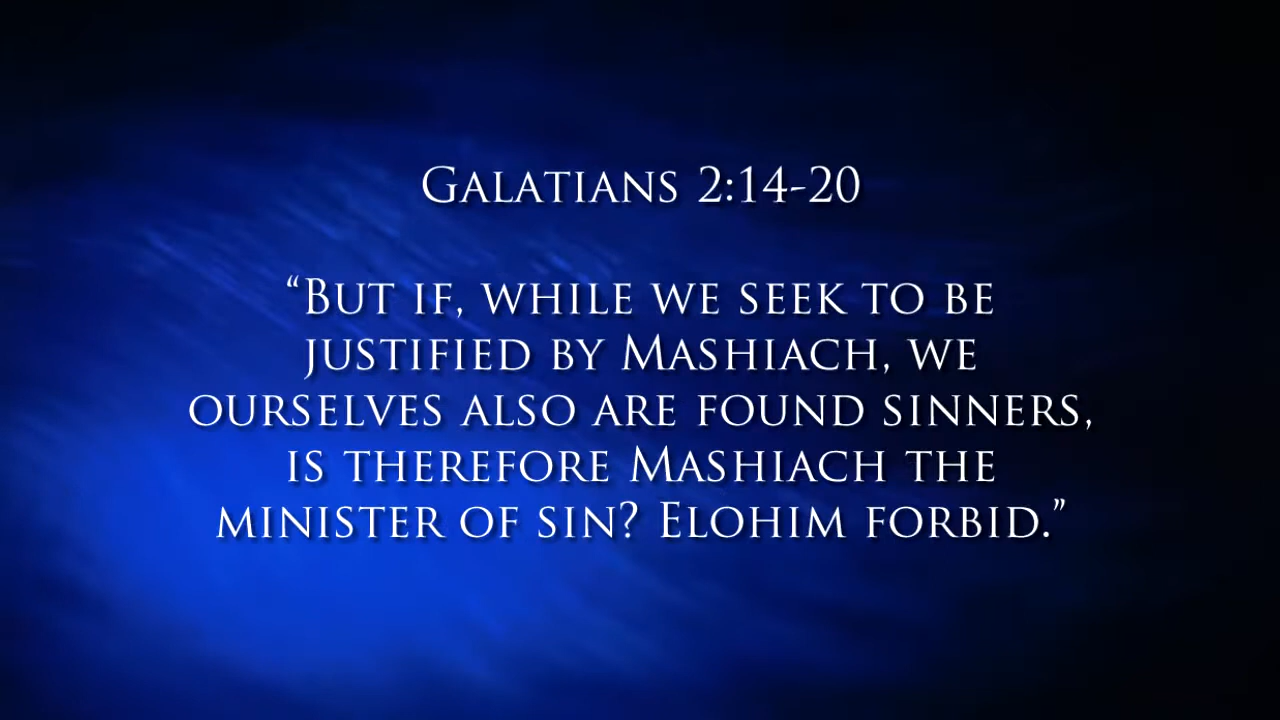 Galatians 2:14-20
“But if, while we seek to be
justified by Mashiach, we
ourselves also are found sinners,
is therefore Mashiach the
minister of sin? Elohim forbid.”